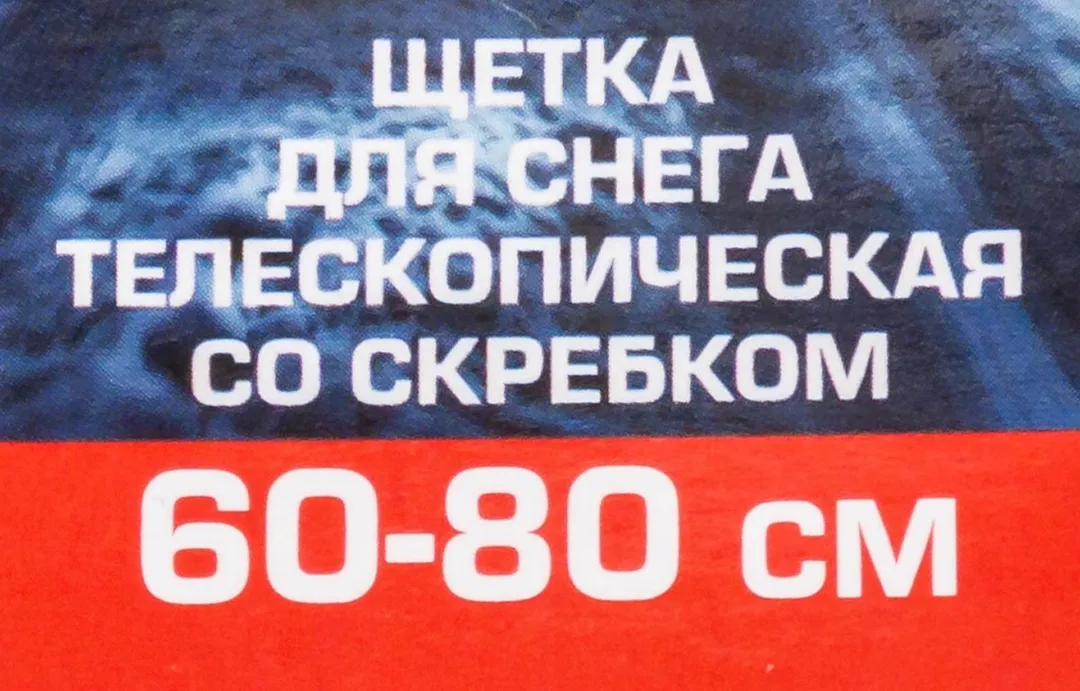 ЩЕТКА
ДЛЯ СНЕГА
ТЕЛЕСКОПИЧЕСКАЯ
СО СКРЕБКОМ
60-80 см